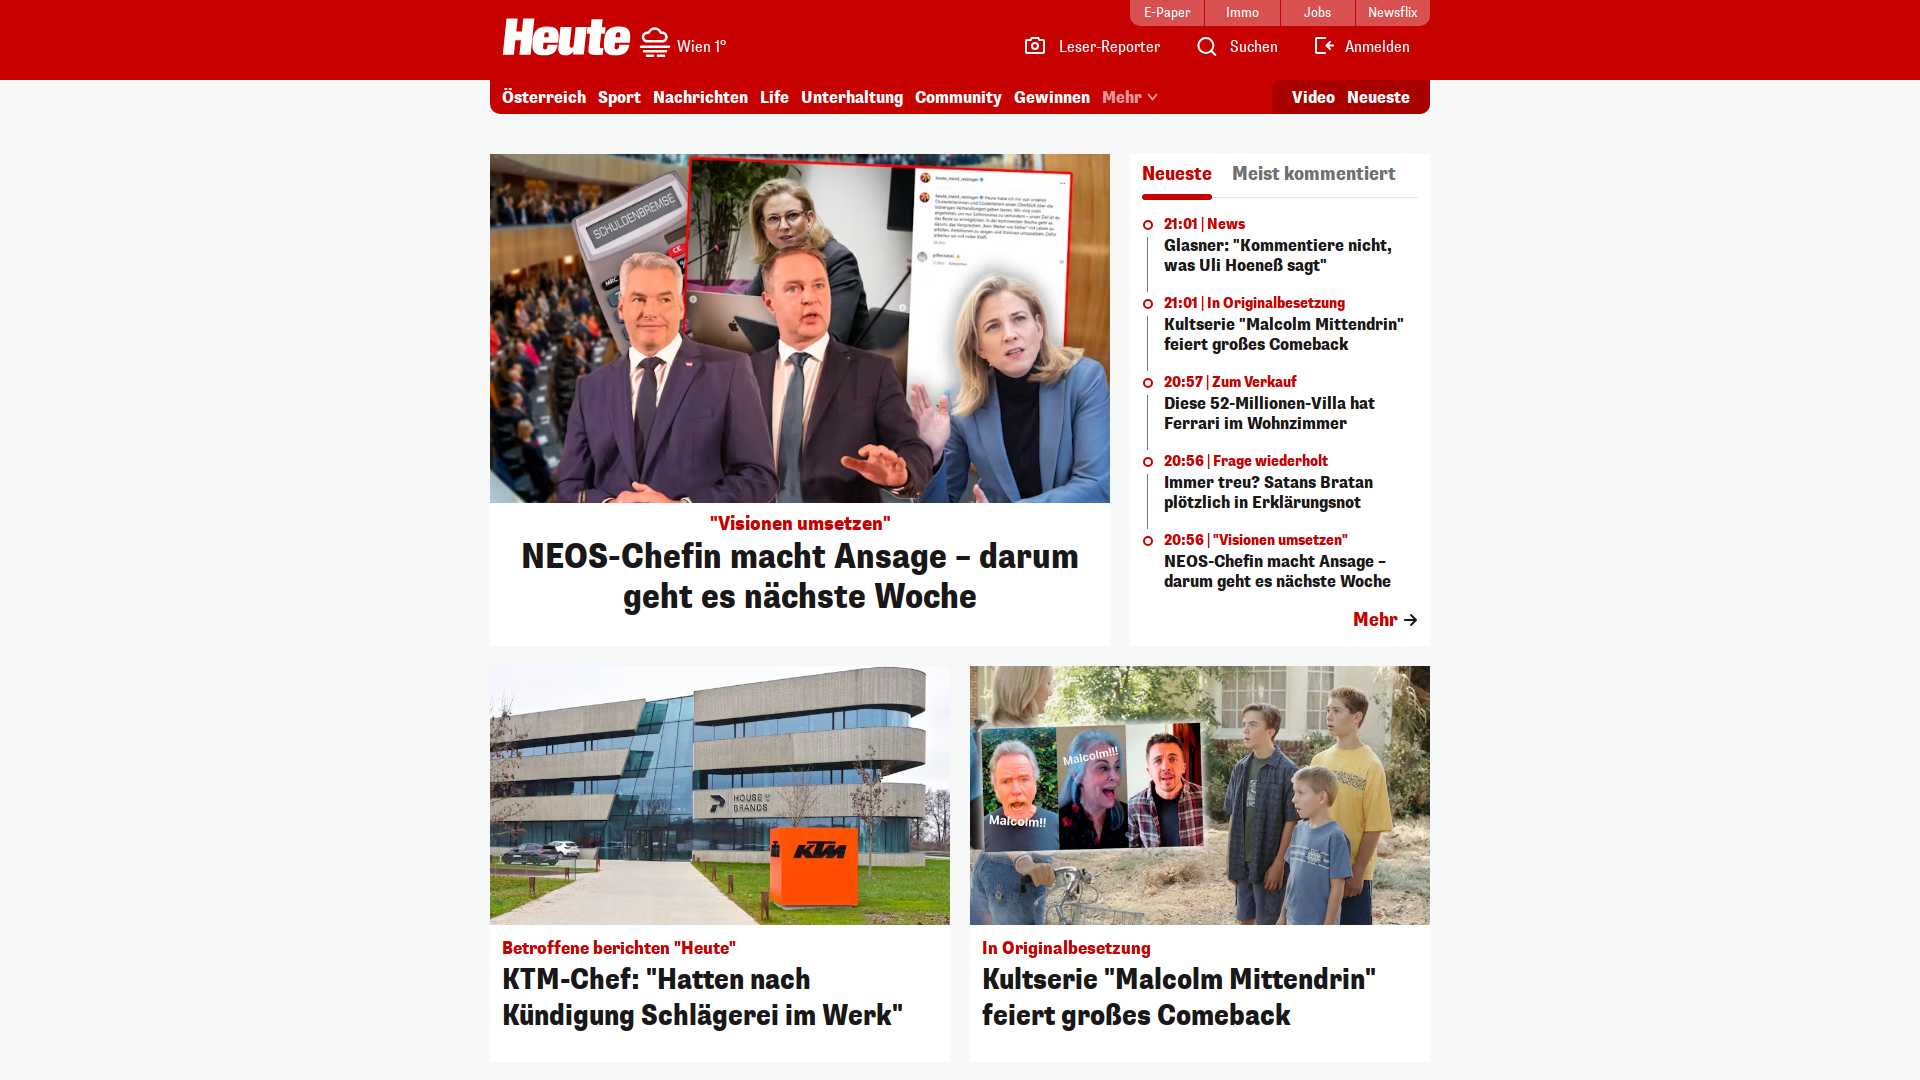 E-Paper
Immo
Jobs
Newsflix
Heute
Wien 1°
Leser-Reporter
Suchen
Anmelden
Österreich
Sport
Nachrichten
Life
Unterhaltung
Community
Gewinnen
Mehr
Video
Neueste
SCHULDENBREMSE
"Visionen umsetzen"
NEOS-Chefin macht Ansage – darum
geht es nächste Woche
Neueste
Meist kommentiert
21:01 | News
Glasner: "Kommentiere nicht,
was Uli Hoeneß sagt"
21:01 | In Originalbesetzung
Kultserie "Malcolm Mittendrin"
feiert großes Comeback
20:57 | Zum Verkauf
Diese 52-Millionen-Villa hat
Ferrari im Wohnzimmer
20:56 | Frage wiederholt
Immer treu? Satans Bratan
plötzlich in Erklärungsnot
20:56 | "Visionen umsetzen"
NEOS-Chefin macht Ansage –
darum geht es nächste Woche
Mehr
HOUSE OF
BRANDS
KTM
Betroffene berichten "Heute"
KTM-Chef: "Hatten nach
Kündigung Schlägerei im Werk"
Malcolm!!!
Malcolm!!
In Originalbesetzung
Kultserie "Malcolm Mittendrin"
feiert großes Comeback